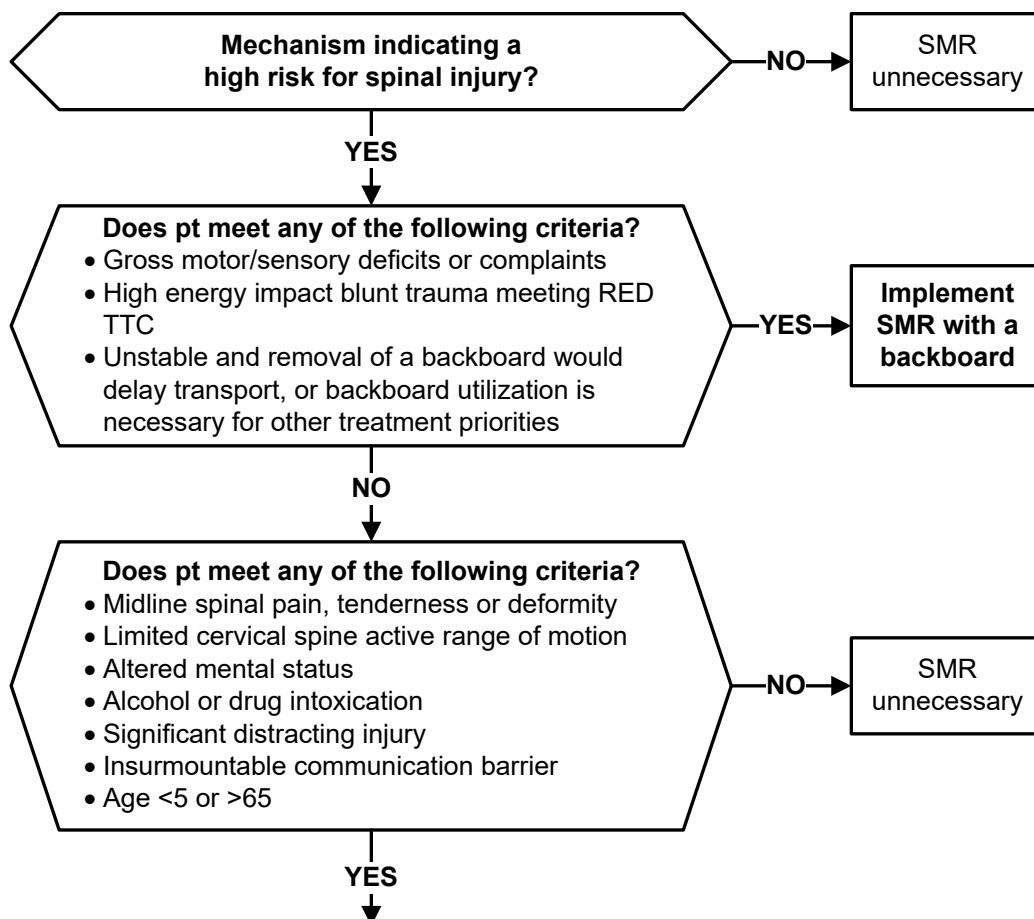 Mechanism indicating a
high risk for spinal injury?
NO
SMR
unnecessary
YES
Does pt meet any of the following criteria?
• Gross motor/sensory deficits or complaints
• High energy impact blunt trauma meeting RED
TTC
• Unstable and removal of a backboard would
delay transport, or backboard utilization is
necessary for other treatment priorities
YES
Implement
SMR with a
backboard
NO
Does pt meet any of the following criteria?
• Midline spinal pain, tenderness or deformity
• Limited cervical spine active range of motion
• Altered mental status
• Alcohol or drug intoxication
• Significant distracting injury
• Insurmountable communication barrier
• Age <5 or >65
NO
SMR
unnecessary
YES